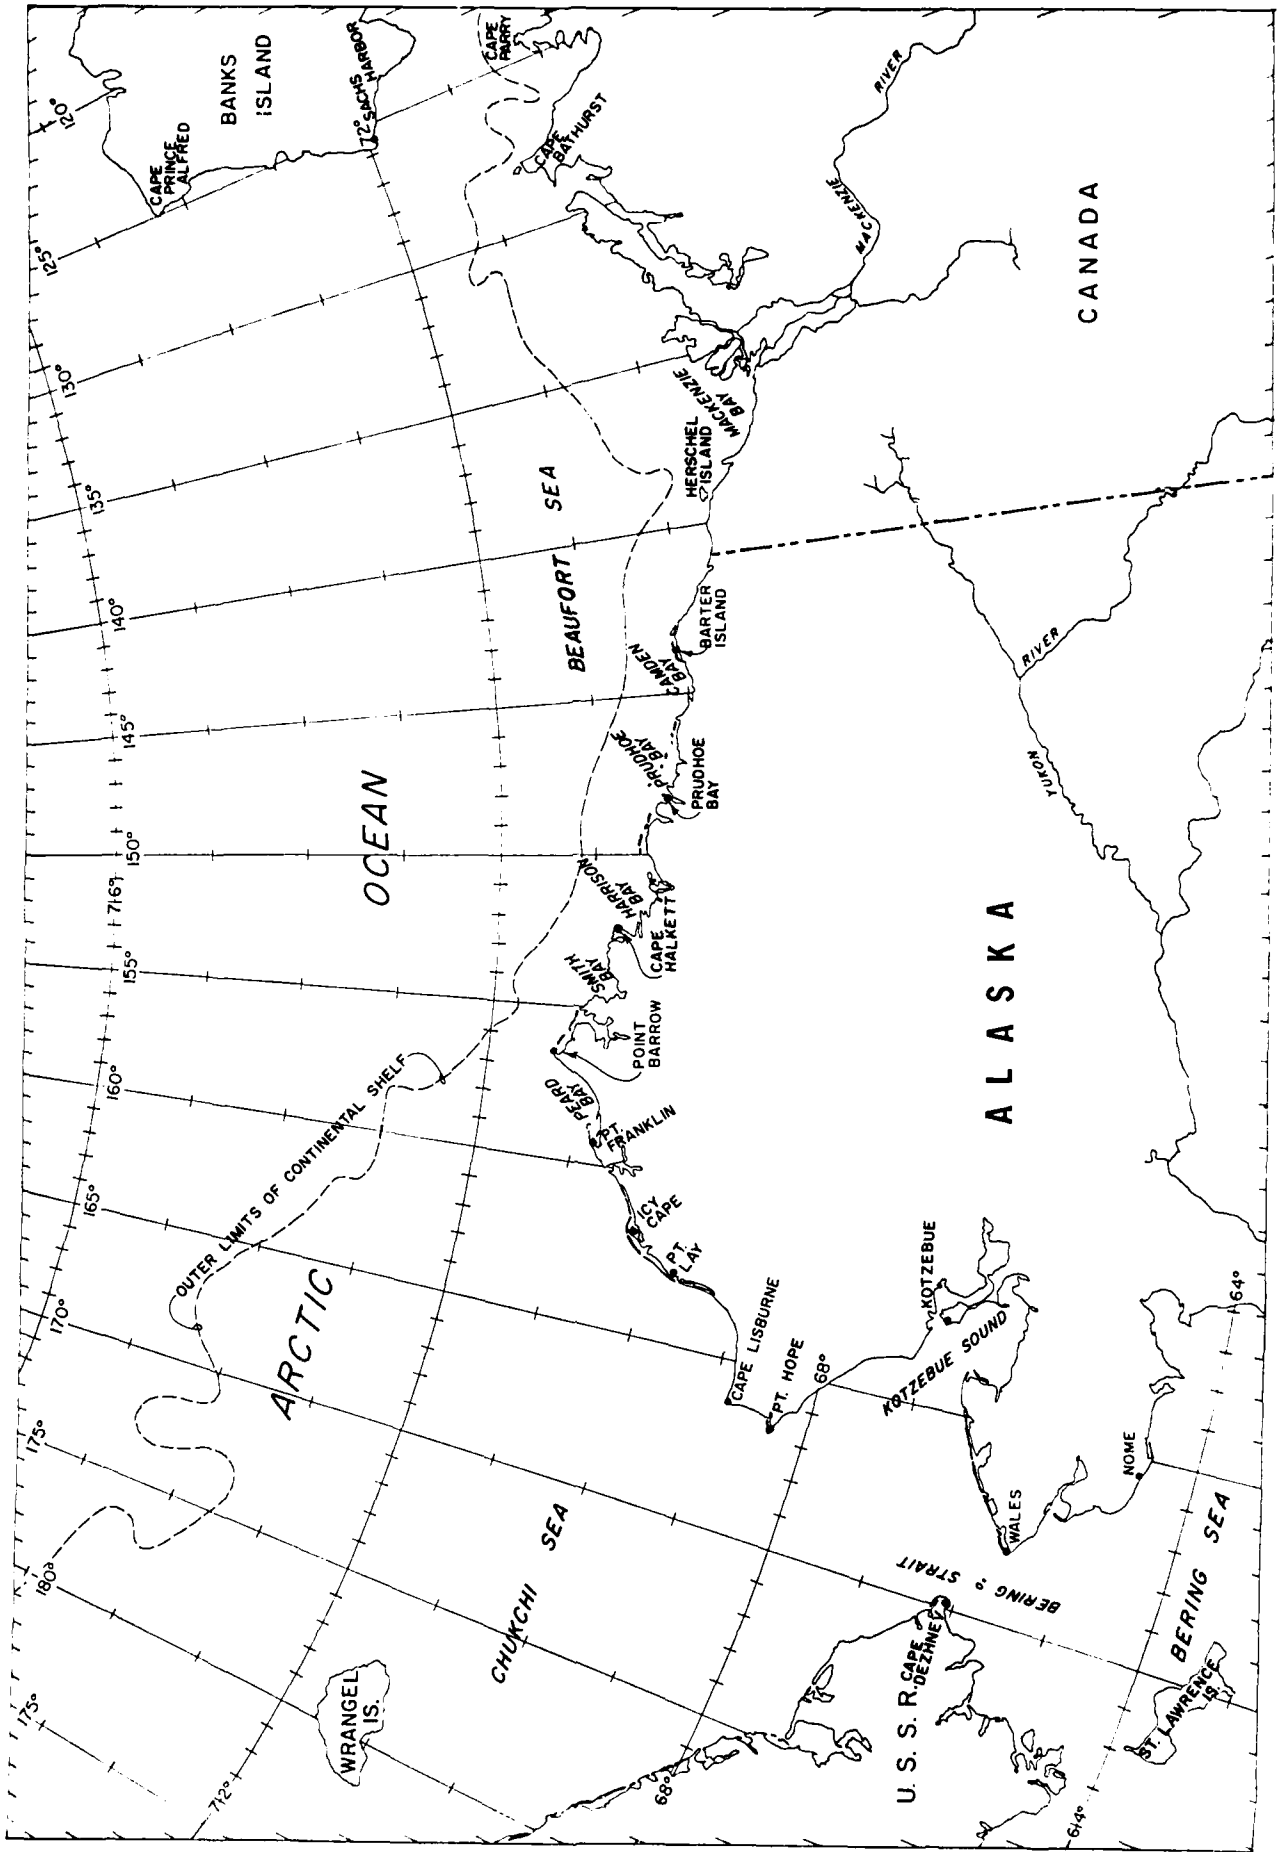 120°
125°
130°
135°
140°
145°
150°
155°
160°
165°
170°
175°
180°
175°
76°
72°
72°
68°
68°
64°
64°
BANKS
ISLAND
SACHS
HARBOR
CAPE
PRINCE
ALFRED
CAPE
PARRY
CAPE
BATHURST
RIVER
MACKENZIE
CANADA
MACKENZIE
BAY
HERSCHEL
ISLAND
BEAUFORT SEA
BARTER
ISLAND
CAMDEN
BAY
PRUDHOE
BAY
PRUDHOE
BAY
HARRISON
BAY
CAPE
HALKETT
SMITH
BAY
POINT
BARROW
PEARD
BAY
PT.
FRANKLIN
ICY
CAPE
PT.
LAY
CAPE LISBURNE
PT. HOPE
KOTZEBUE
KOTZEBUE SOUND
WALES
NOME
ALASKA
YUKON
RIVER
ARCTIC OCEAN
OUTER LIMITS OF CONTINENTAL SHELF
CHUKCHI SEA
WRANGEL
IS.
U. S. S. R.
CAPE
DEZHNEV
BERING STRAIT
BERING SEA
ST. LAWRENCE
IS.